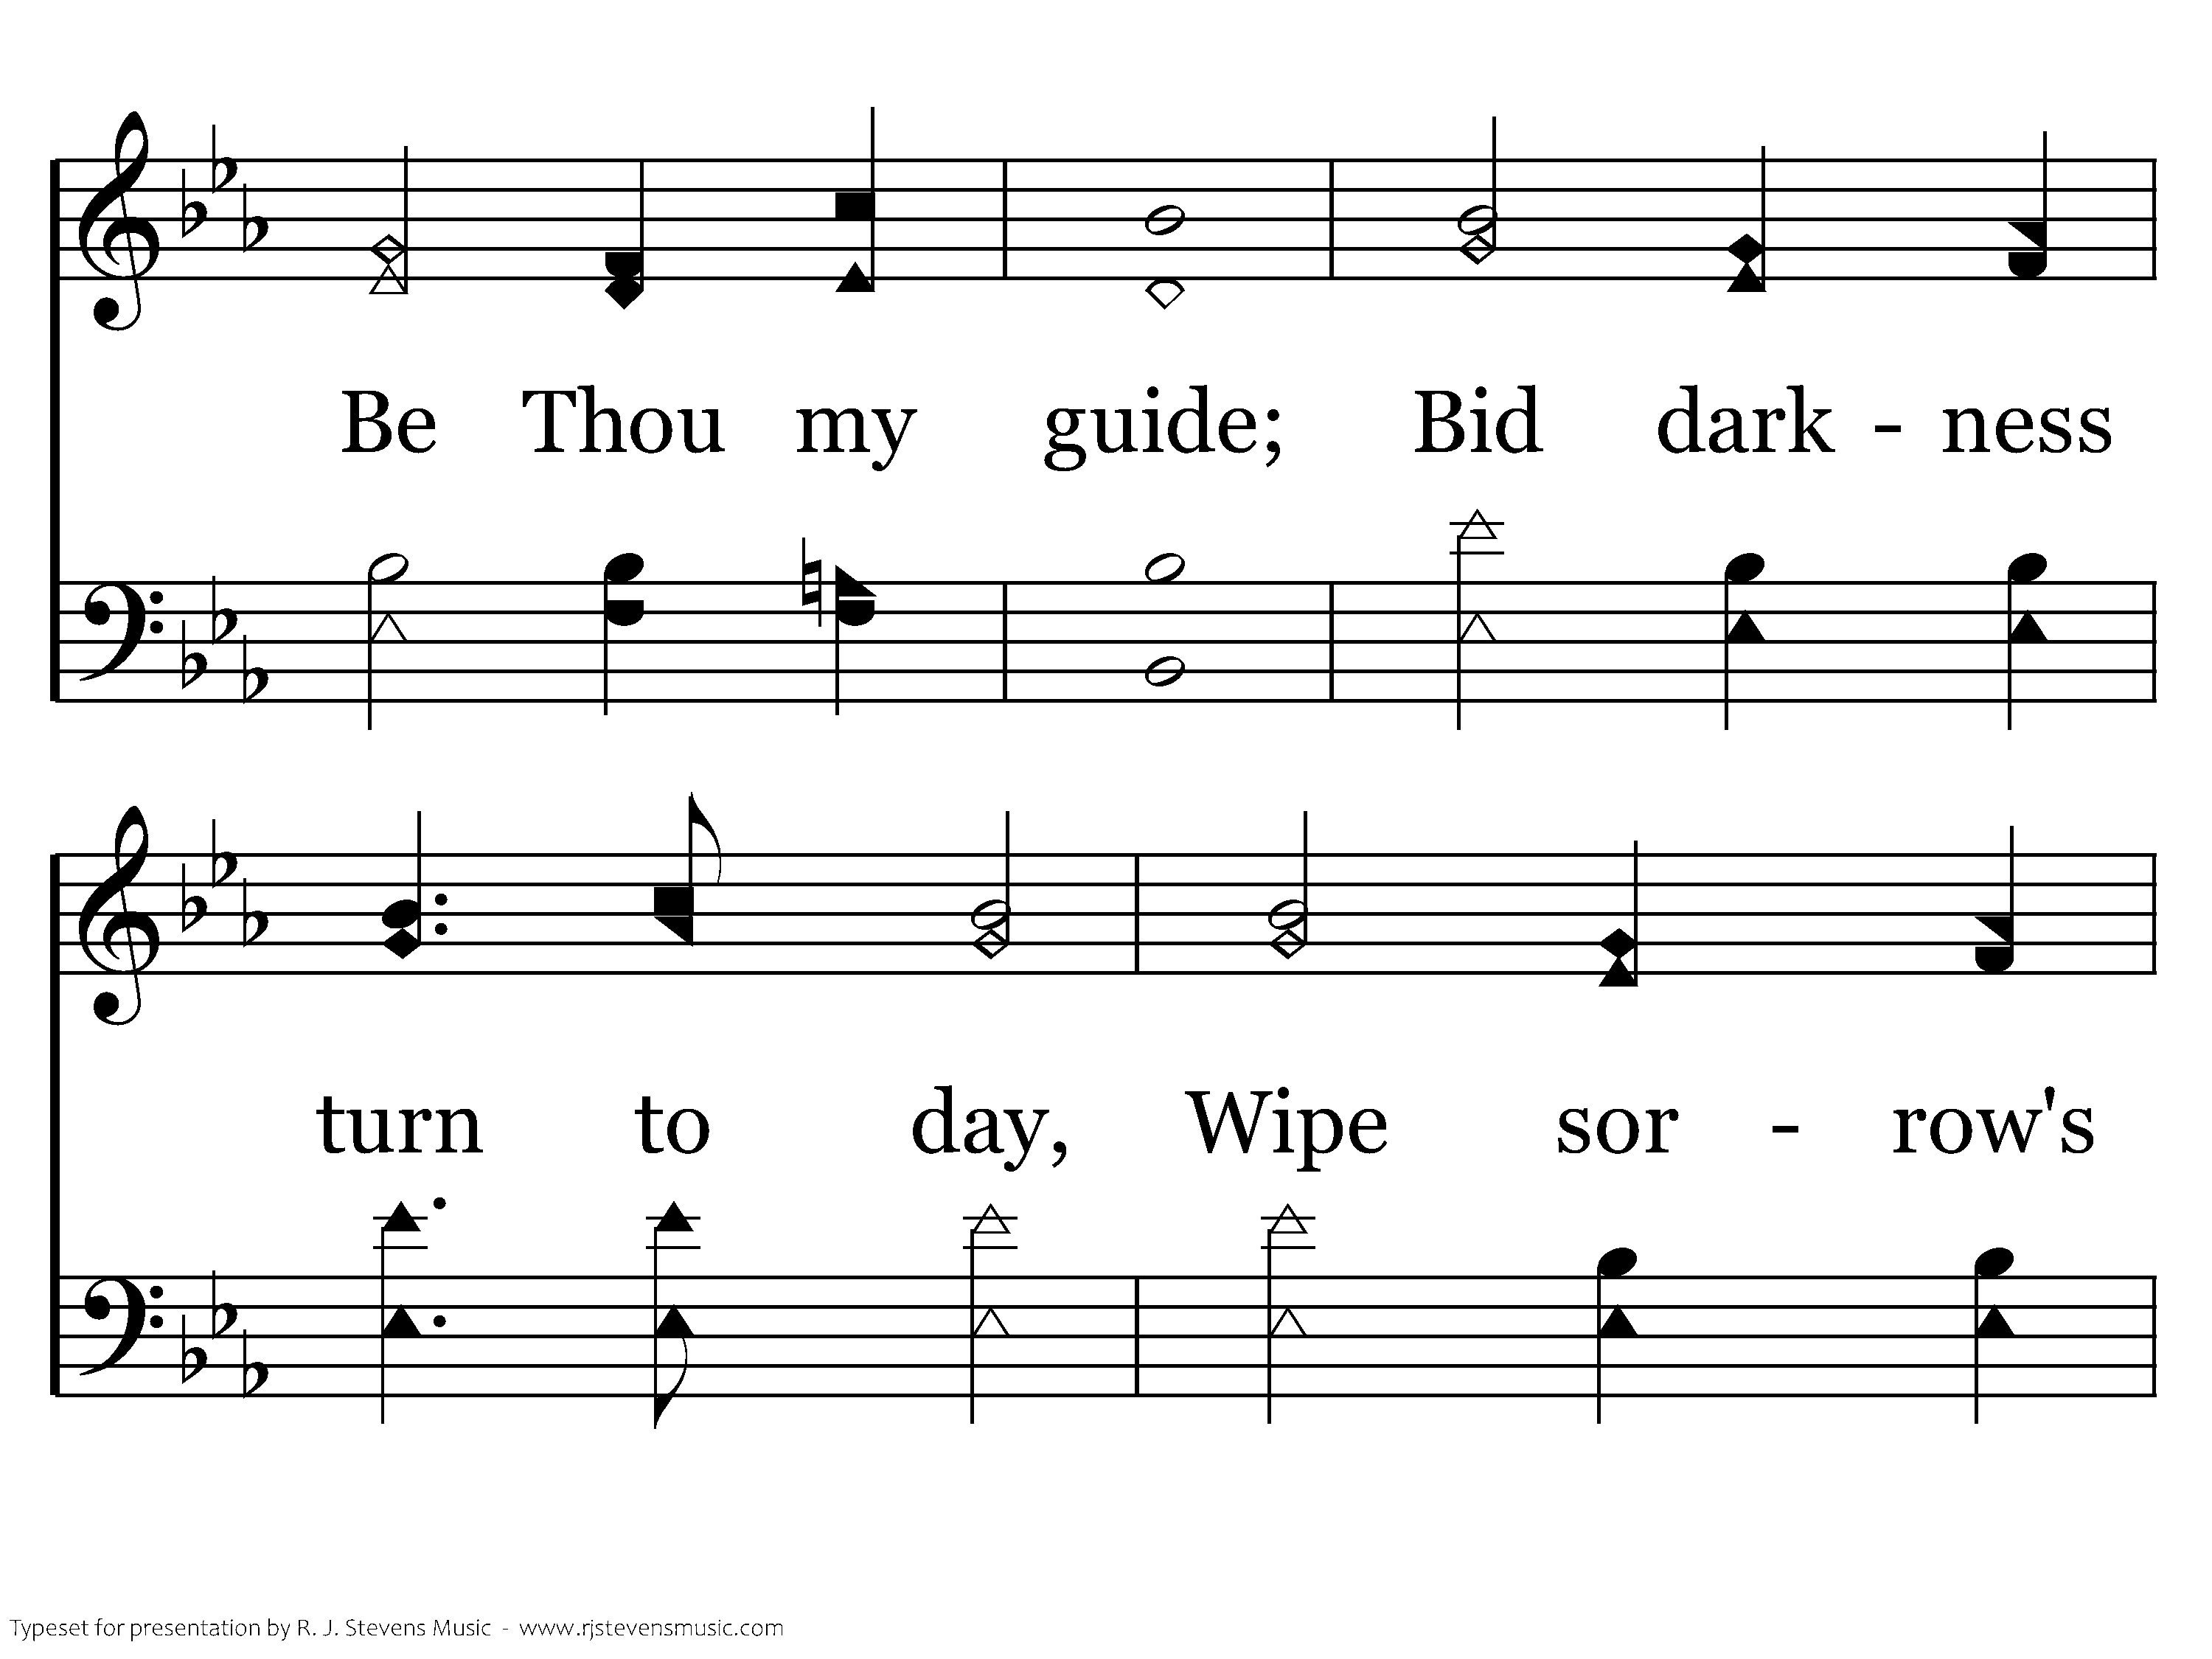 Be Thou my guide; Bid dark - ness
turn to day, Wipe sor - row's
Typeset for presentation by R. J. Stevens Music - www.rjstevensmusic.com